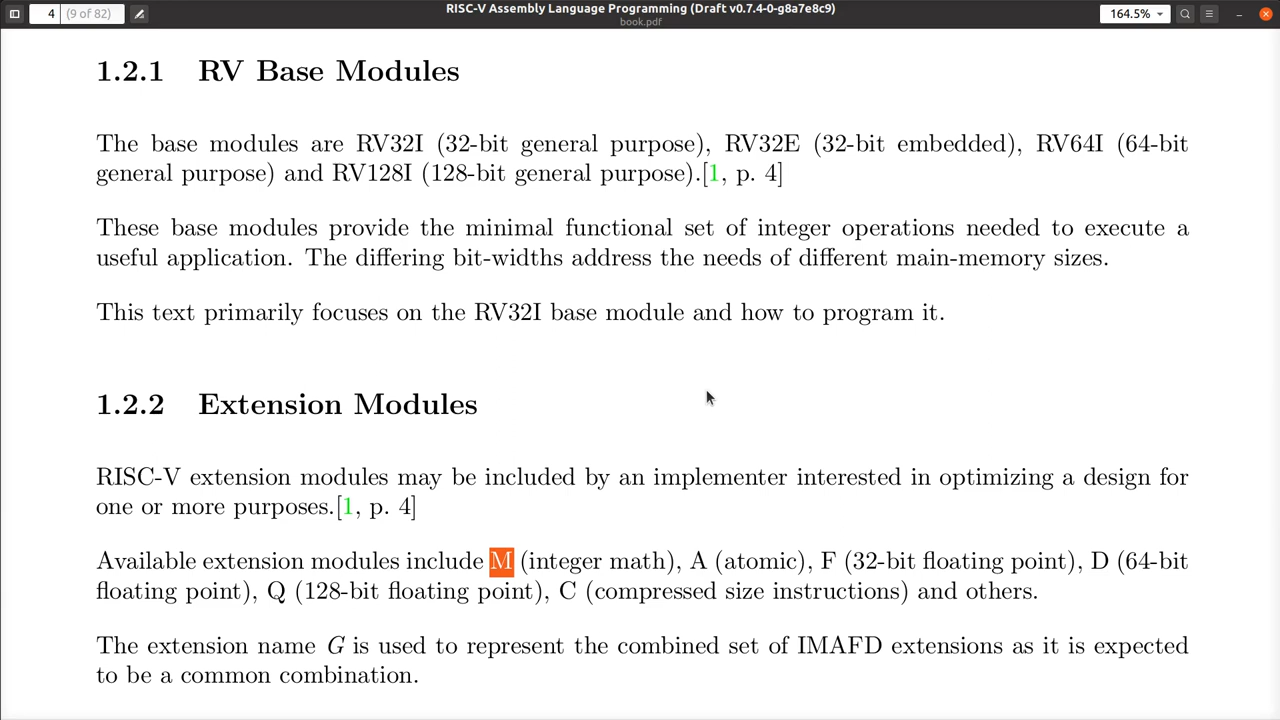 RISC-V Assembly Language Programming (Draft v0.7.4-0-g8a7e8c9)
book.pdf
4 (9 of 82)
164.5%
1.2.1 RV Base Modules
The base modules are RV32I (32-bit general purpose), RV32E (32-bit embedded), RV64I (64-bit
general purpose) and RV128I (128-bit general purpose).[1, p. 4]
These base modules provide the minimal functional set of integer operations needed to execute a
useful application. The differing bit-widths address the needs of different main-memory sizes.
This text primarily focuses on the RV32I base module and how to program it.
1.2.2 Extension Modules
RISC-V extension modules may be included by an implementer interested in optimizing a design for
one or more purposes.[1, p. 4]
Available extension modules include M (integer math), A (atomic), F (32-bit floating point), D (64-bit
floating point), Q (128-bit floating point), C (compressed size instructions) and others.
The extension name G is used to represent the combined set of IMAFD extensions as it is expected
to be a common combination.